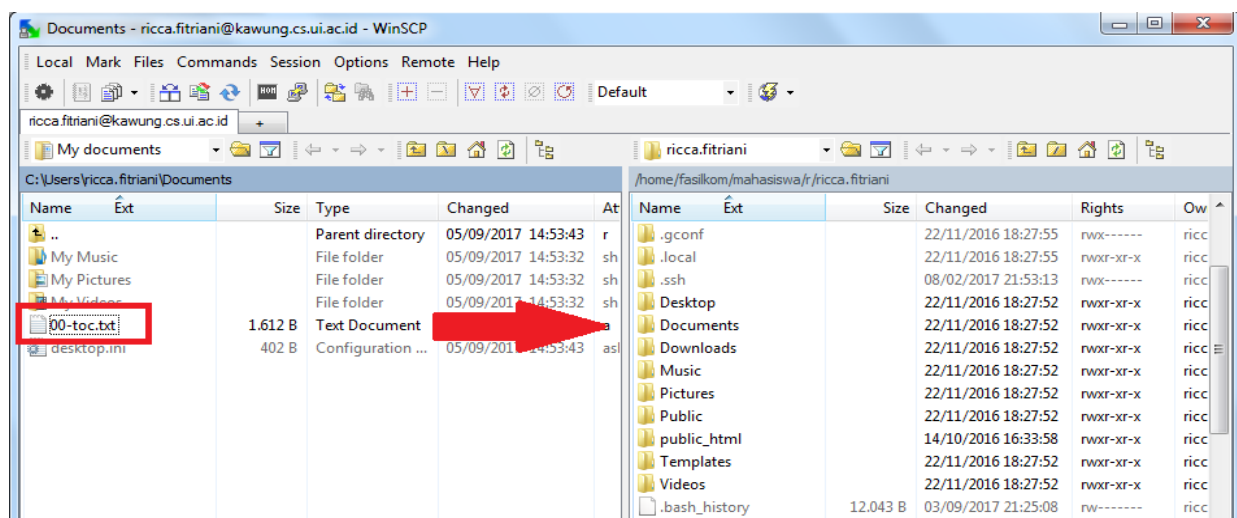 Documents - ricca.fitriani@kawung.cs.ui.ac.id - WinSCP
Local Mark Files Commands Session Options Remote Help
Default
ricca.fitriani@kawung.cs.ui.ac.id +
My documents
ricca.fitriani
C:\Users\ricca.fitriani\Documents
/home/fasilkom/mahasiswa/r/ricca.fitriani
Name Ext Size Type Changed At
Name Ext Size Changed Rights Ow
.. Parent directory 05/09/2017 14:53:43 r
My Music File folder 05/09/2017 14:53:32 sh
My Pictures File folder 05/09/2017 14:53:32 sh
My Videos File folder 05/09/2017 14:53:32 sh
00-toc.txt 1.612 B Text Document a
desktop.ini 402 B Configuration ... 05/09/2017 14:53:43 asl
.gconf 22/11/2016 18:27:55 rwx------ ricc
.local 22/11/2016 18:27:55 rwxr-xr-x ricc
.ssh 08/02/2017 21:53:13 rwx------ ricc
Desktop 22/11/2016 18:27:52 rwxr-xr-x ricc
Documents 22/11/2016 18:27:52 rwxr-xr-x ricc
Downloads 22/11/2016 18:27:52 rwxr-xr-x ricc
Music 22/11/2016 18:27:52 rwxr-xr-x ricc
Pictures 22/11/2016 18:27:52 rwxr-xr-x ricc
Public 22/11/2016 18:27:52 rwxr-xr-x ricc
public_html 14/10/2016 16:33:58 rwxr-xr-x ricc
Templates 22/11/2016 18:27:52 rwxr-xr-x ricc
Videos 22/11/2016 18:27:52 rwxr-xr-x ricc
.bash_history 12.043 B 03/09/2017 21:25:08 rw------- ricc